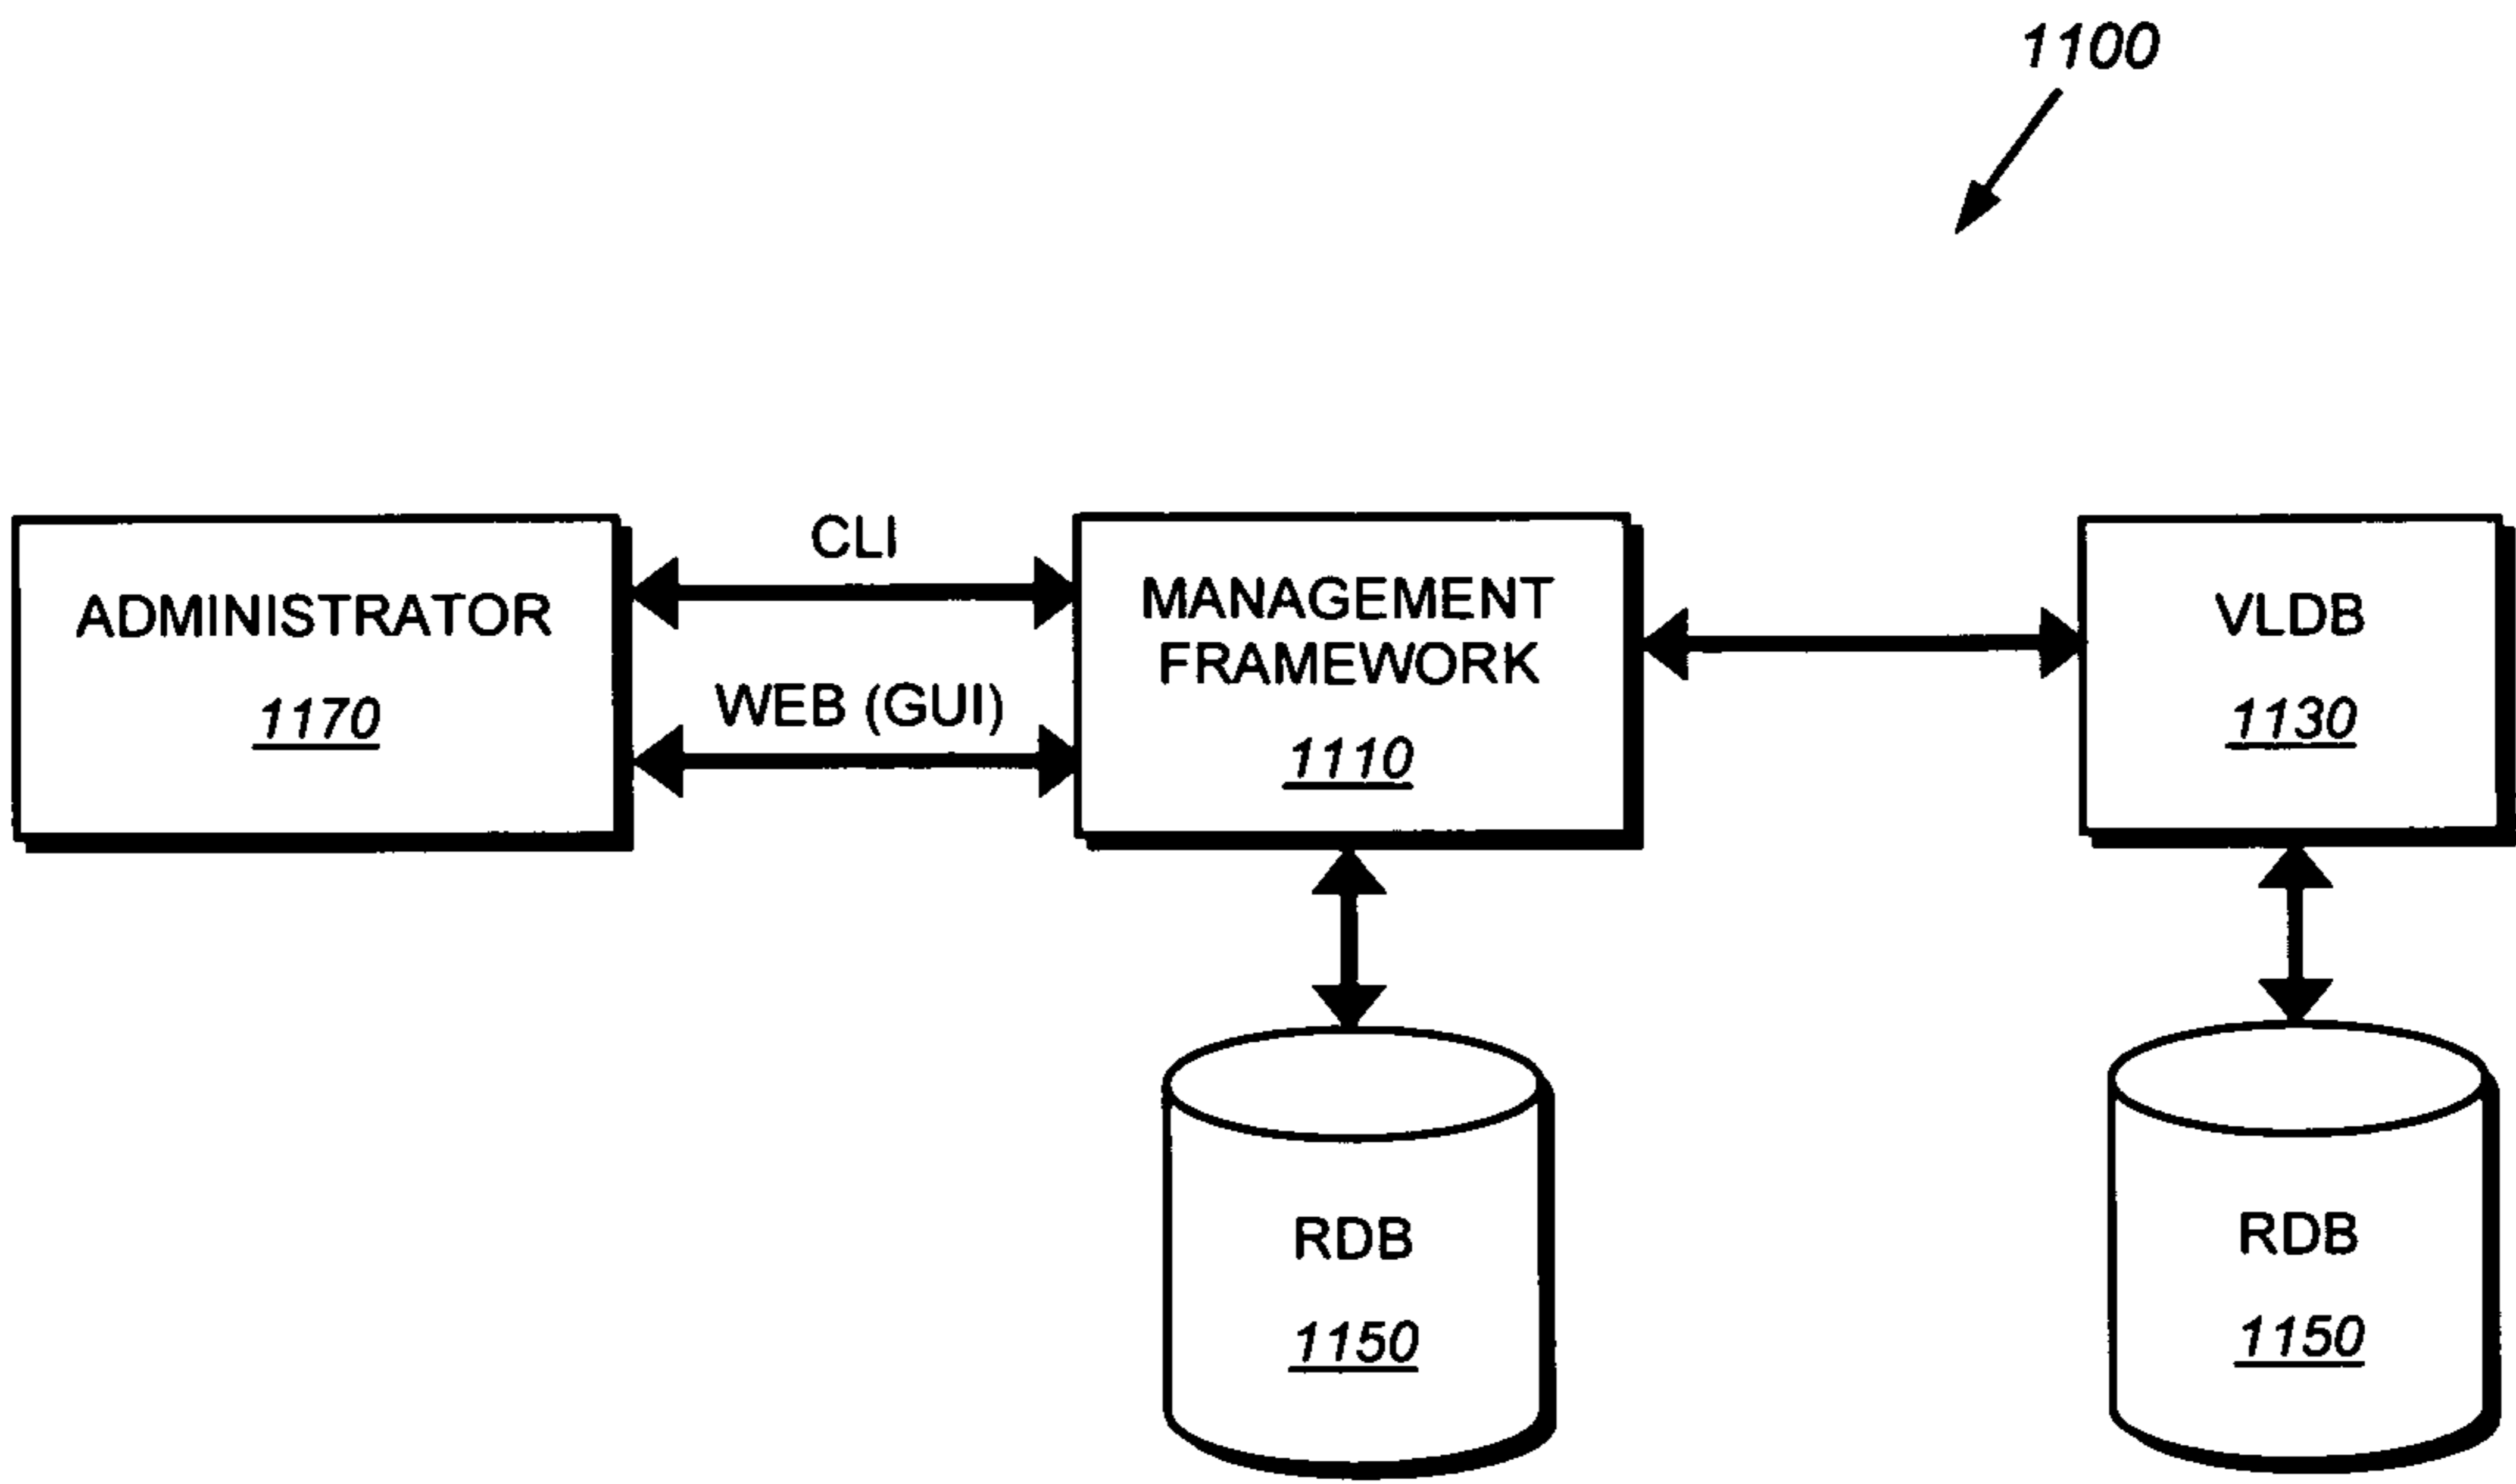 1100
ADMINISTRATOR
1170
CLI
WEB (GUI)
MANAGEMENT
FRAMEWORK
1110
VLDB
1130
RDB
1150
RDB
1150